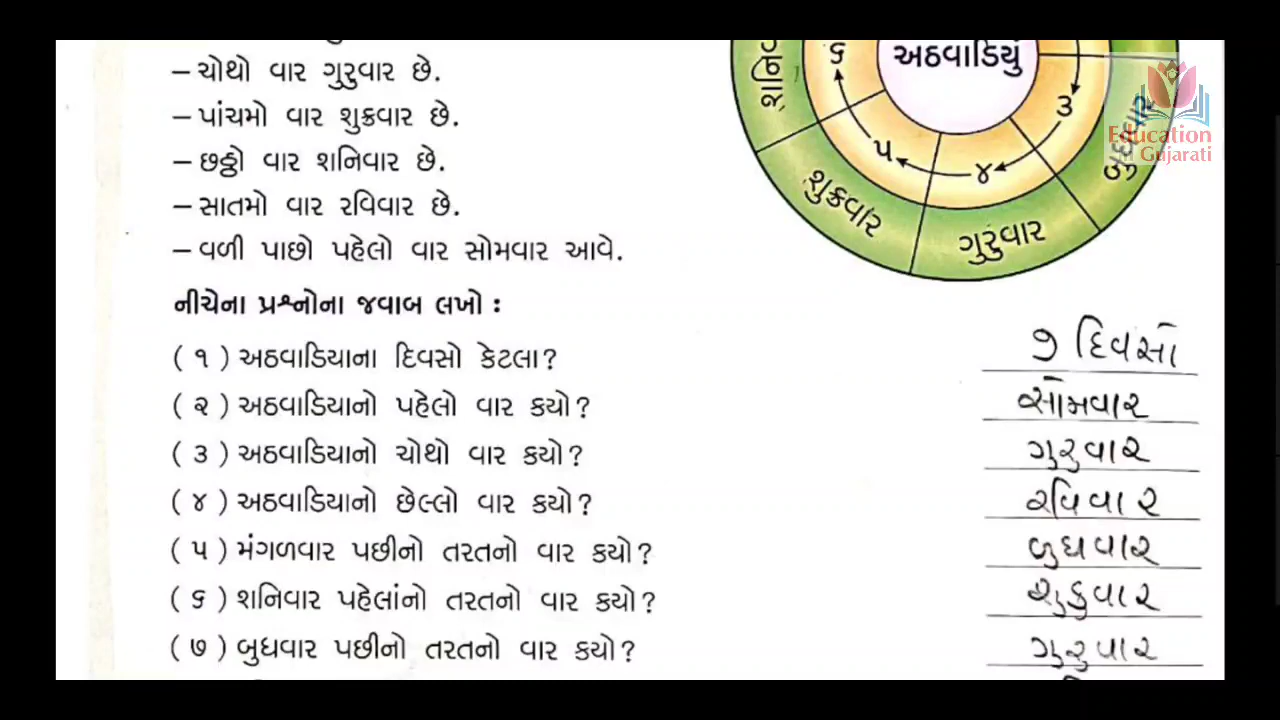 – ચોથો વાર ગુરુવાર છે.
– પાંચમો વાર શુક્રવાર છે.
– છઠ્ઠો વાર શનિવાર છે.
– સાતમો વાર રવિવાર છે.
– વળી પાછો પહેલો વાર સોમવાર આવે.
અઠવાડિયું
૩
૪
૫
૬
બુધવાર
ગુરુવાર
શુક્રવાર
Education
in Gujarati
નીચેના પ્રશ્નોના જવાબ લખો :
( ૧ ) અઠવાડિયાના દિવસો કેટલા? ૭ દિવસો
( ૨ ) અઠવાડિયાનો પહેલો વાર કયો? સોમવાર
( ૩ ) અઠવાડિયાનો ચોથો વાર કયો? ગુરુવાર
( ૪ ) અઠવાડિયાનો છેલ્લો વાર કયો? રવિવાર
( ૫ ) મંગળવાર પછીનો તરતનો વાર કયો? બુધવાર
( ૬ ) શનિવાર પહેલાંનો તરતનો વાર કયો? શુક્રવાર
( ૭ ) બુધવાર પછીનો તરતનો વાર કયો? ગુરુવાર